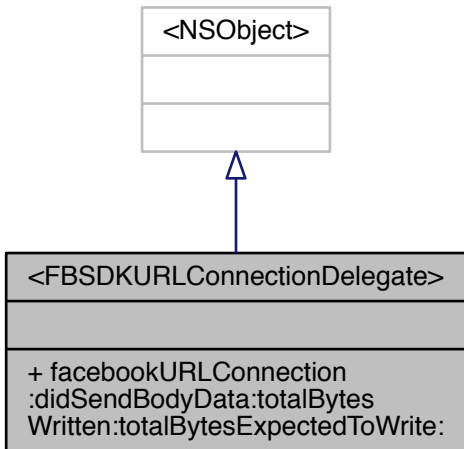 <NSObject>
<FBSDKURLConnectionDelegate>
+ facebookURLConnection
:didSendBodyData:totalBytes
Written:totalBytesExpectedToWrite: